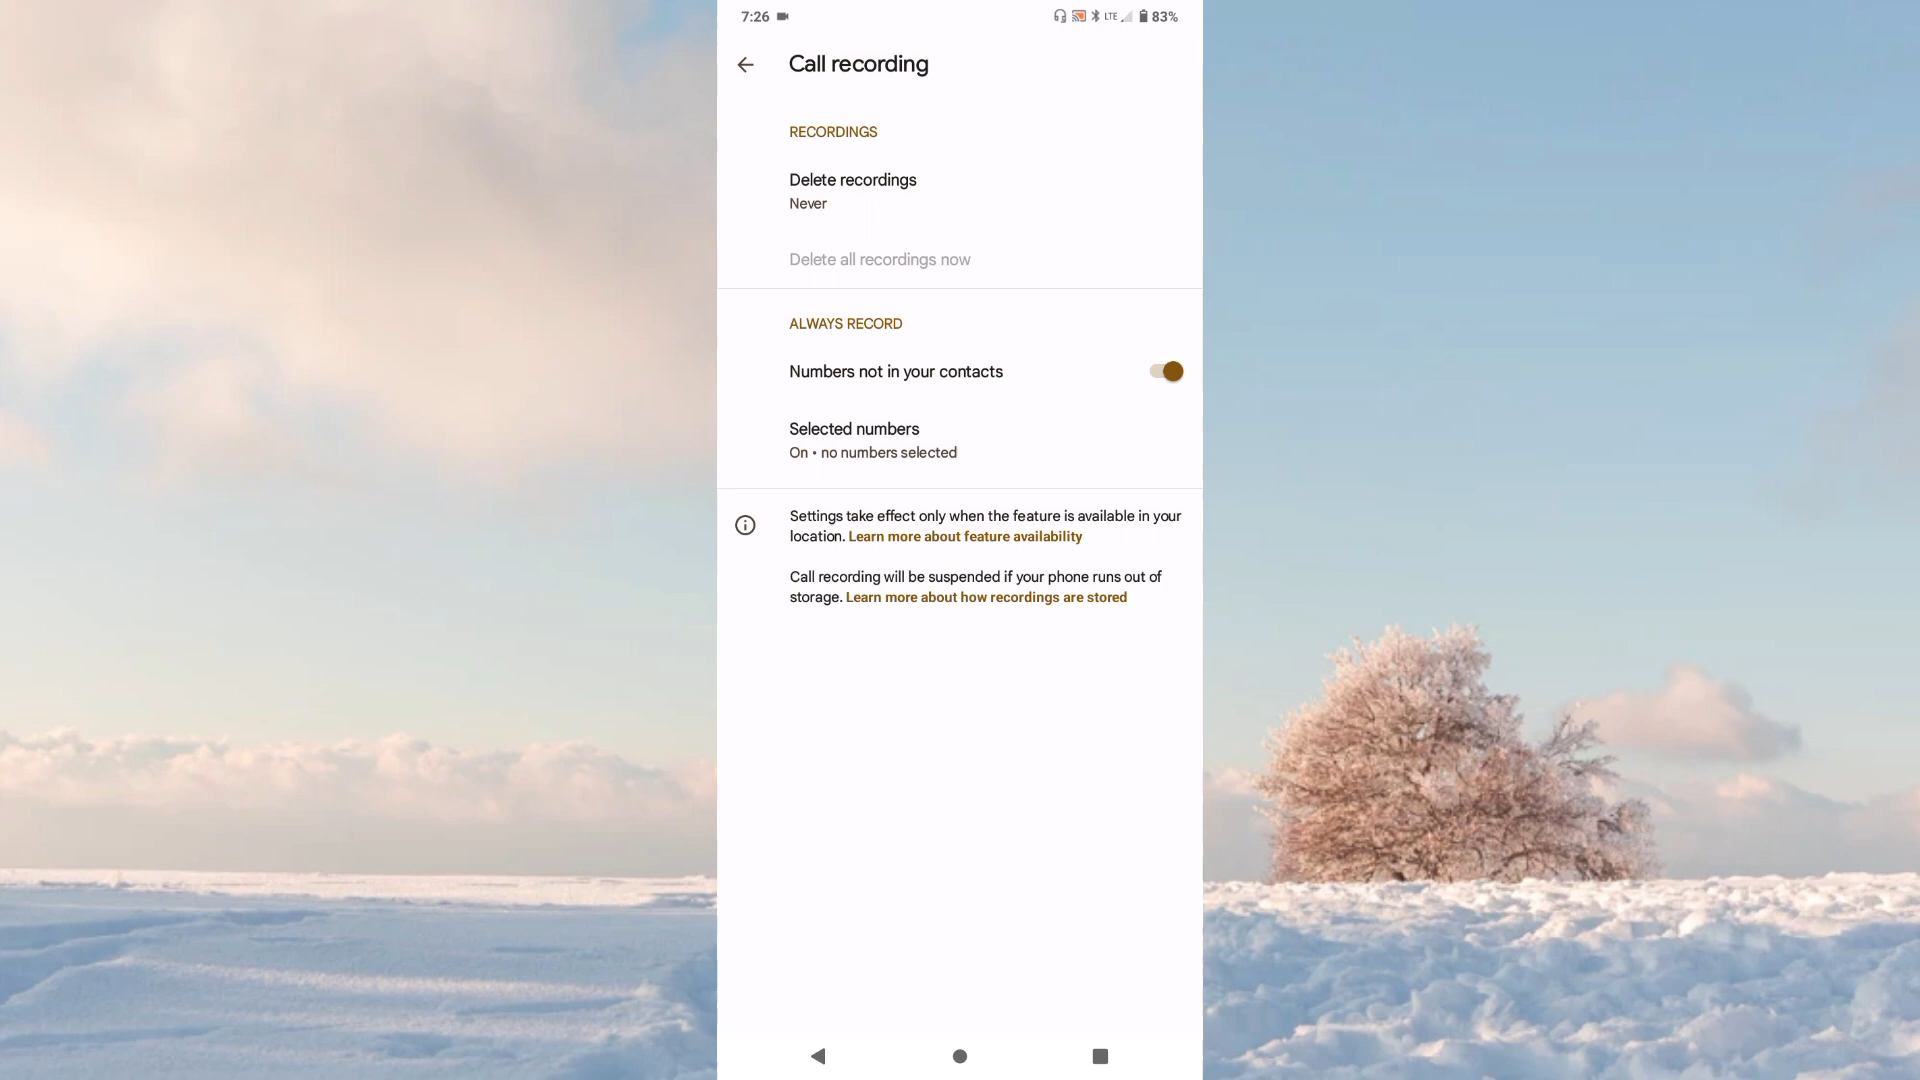 7:26 LTE 83%
Call recording
RECORDINGS
Delete recordings
Never
Delete all recordings now
ALWAYS RECORD
Numbers not in your contacts
Selected numbers
On • no numbers selected
Settings take effect only when the feature is available in your
location. Learn more about feature availability
Call recording will be suspended if your phone runs out of
storage. Learn more about how recordings are stored